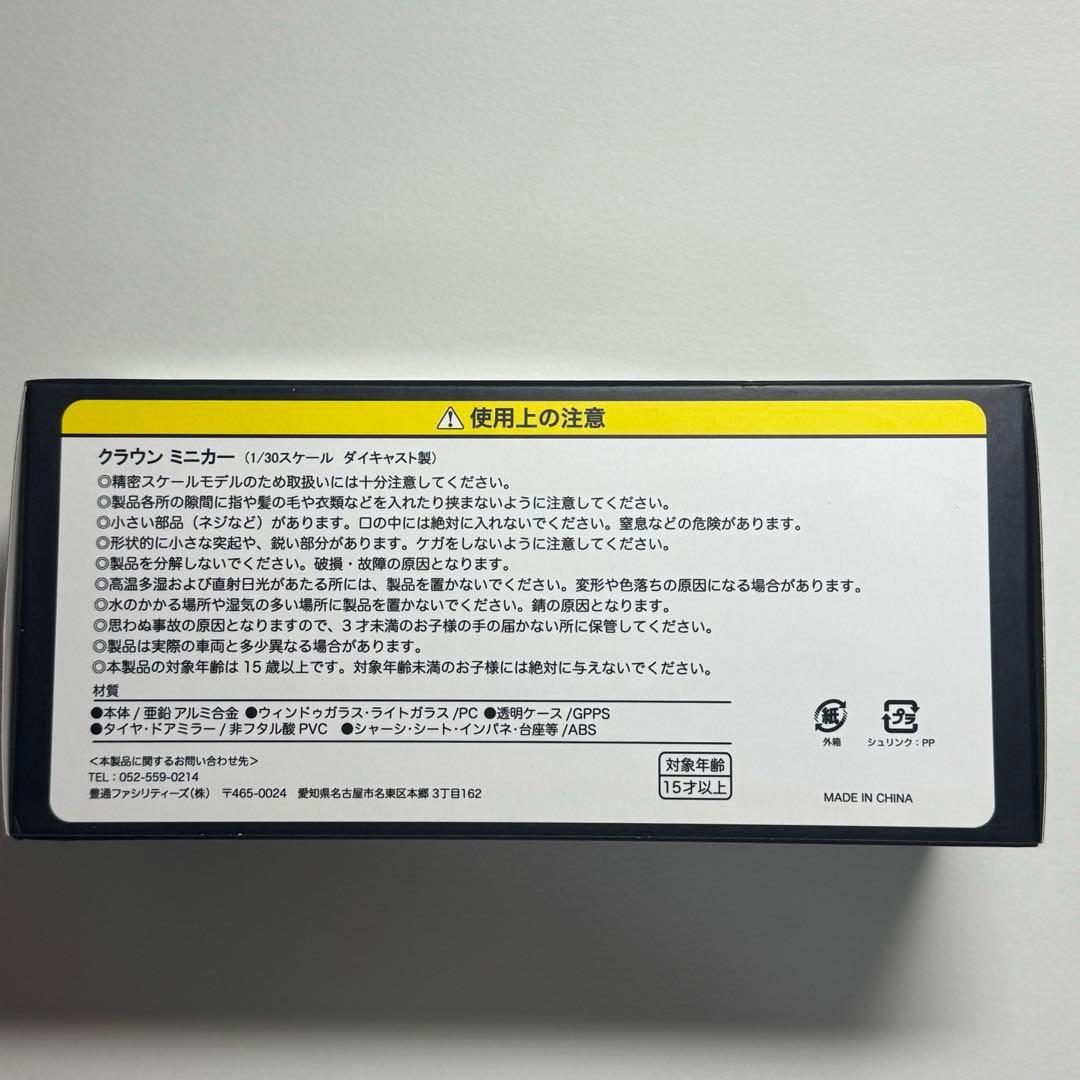 使用上の注意
クラウン ミニカー（1/30スケール ダイキャスト製）
◎精密スケールモデルのため取扱いには十分注意してください。
◎製品各所の隙間に指や髪の毛や衣類などを入れたり挟まないように注意してください。
◎小さい部品（ネジなど）があります。口の中には絶対に入れないでください。窒息などの危険があります。
◎形状的に小さな突起や、鋭い部分があります。ケガをしないように注意してください。
◎製品を分解しないでください。破損・故障の原因となります。
◎高温多湿および直射日光があたる所には、製品を置かないでください。変形や色落ちの原因になる場合があります。
◎水のかかる場所や湿気の多い場所に製品を置かないでください。錆の原因となります。
◎思わぬ事故の原因となりますので、3才未満のお子様の手の届かない所に保管してください。
◎製品は実際の車両と多少異なる場合があります。
◎本製品の対象年齢は15歳以上です。対象年齢未満のお子様には絶対に与えないでください。
材質
●本体/亜鉛アルミ合金 ●ウィンドゥガラス・ライトガラス/PC ●透明ケース/GPPS
●タイヤ・ドアミラー/非フタル酸PVC ●シャーシ・シート・インパネ・台座等/ABS
紙
外箱
プラ
シュリンク：PP
＜本製品に関するお問い合わせ先＞
TEL：052-559-0214
豊通ファシリティーズ（株） 〒465-0024 愛知県名古屋市名東区本郷3丁目162
対象年齢
15才以上
MADE IN CHINA